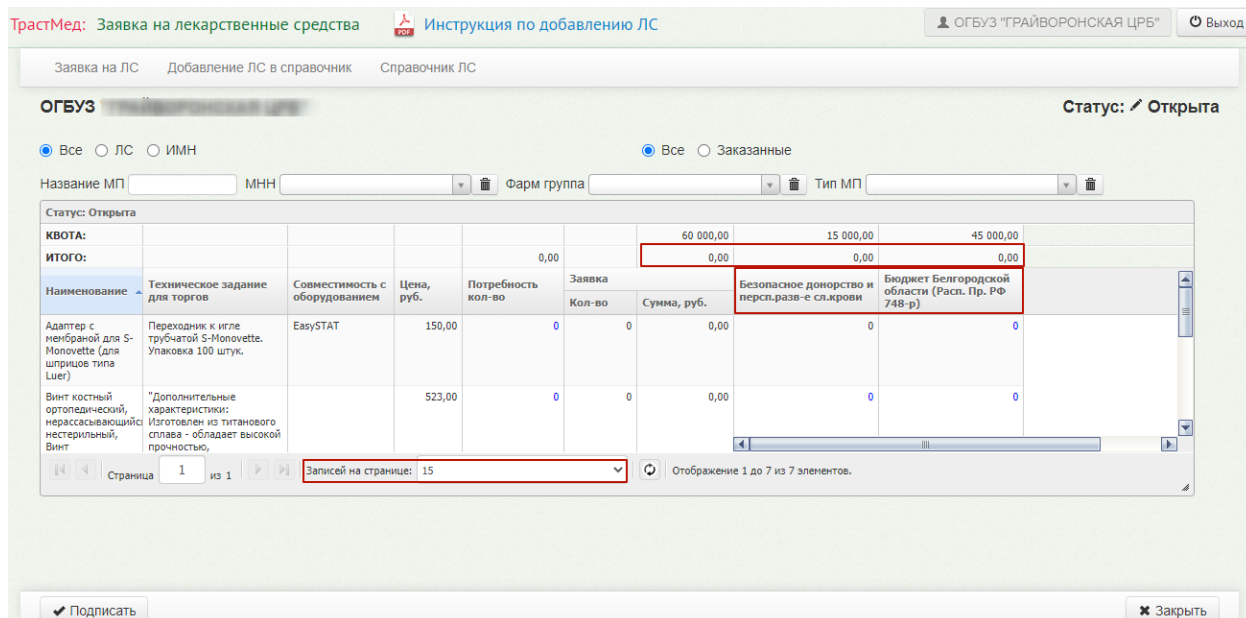 ТрастМед: Заявка на лекарственные средства PDF Инструкция по добавлению ЛС ОГБУЗ "ГРАЙВОРОНСКАЯ ЦРБ" Выход
Заявка на ЛС Добавление ЛС в справочник Справочник ЛС
ОГБУЗ Статус: Открыта
Все ЛС ИМН Все Заказанные
Название МП МНН Фарм группа Тип МП
Статус: Открыта
КВОТА: 60 000,00 15 000,00 45 000,00
ИТОГО: 0,00 0,00 0,00 0,00
Наименование
Техническое задание
для торгов
Совместимость с
оборудованием
Цена,
руб.
Потребность
кол-во
Заявка
Кол-во Сумма, руб.
Безопасное донорство и
персп.разв-е сл.крови
Бюджет Белгородской
области (Расп. Пр. РФ
748-р)
Адаптер с
мембраной для S-
Monovette (для
шприцов типа
Luer)
Переходник к игле
трубчатой S-Monovette.
Упаковка 100 штук.
EasySTAT 150,00 0 0 0,00 0 0
Винт костный
ортопедический,
нерассасывающийс
нестерильный,
Винт
"Дополнительные
характеристики:
Изготовлен из титанового
сплава - обладает высокой
прочностью,
523,00 0 0 0,00 0 0
Страница 1 из 1 Записей на странице: 15 Отображение 1 до 7 из 7 элементов.
Подписать Закрыть